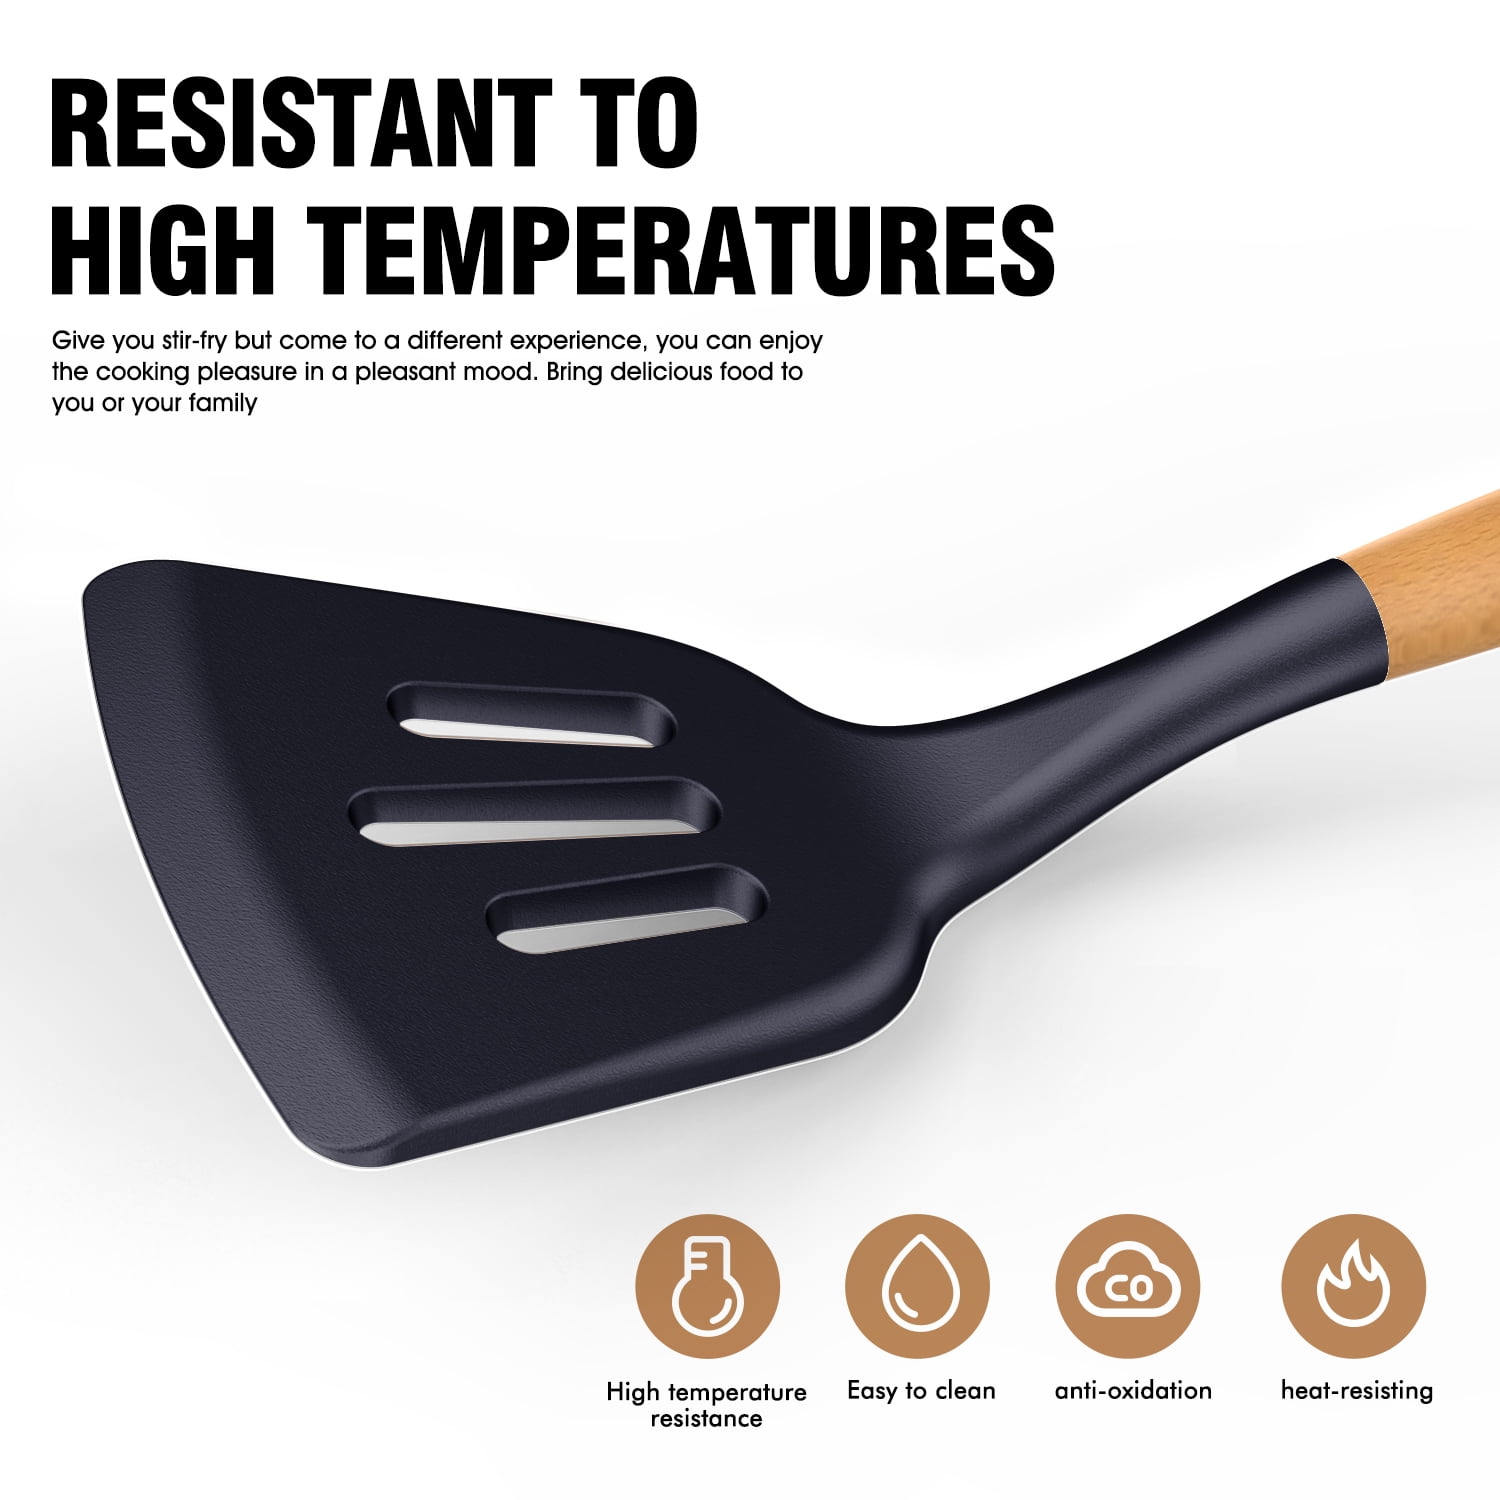 RESISTANT TO
HIGH TEMPERATURES
Give you stir-fry but come to a different experience, you can enjoy
the cooking pleasure in a pleasant mood. Bring delicious food to
you or your family
CO
High temperature
resistance
Easy to clean
anti-oxidation
heat-resisting